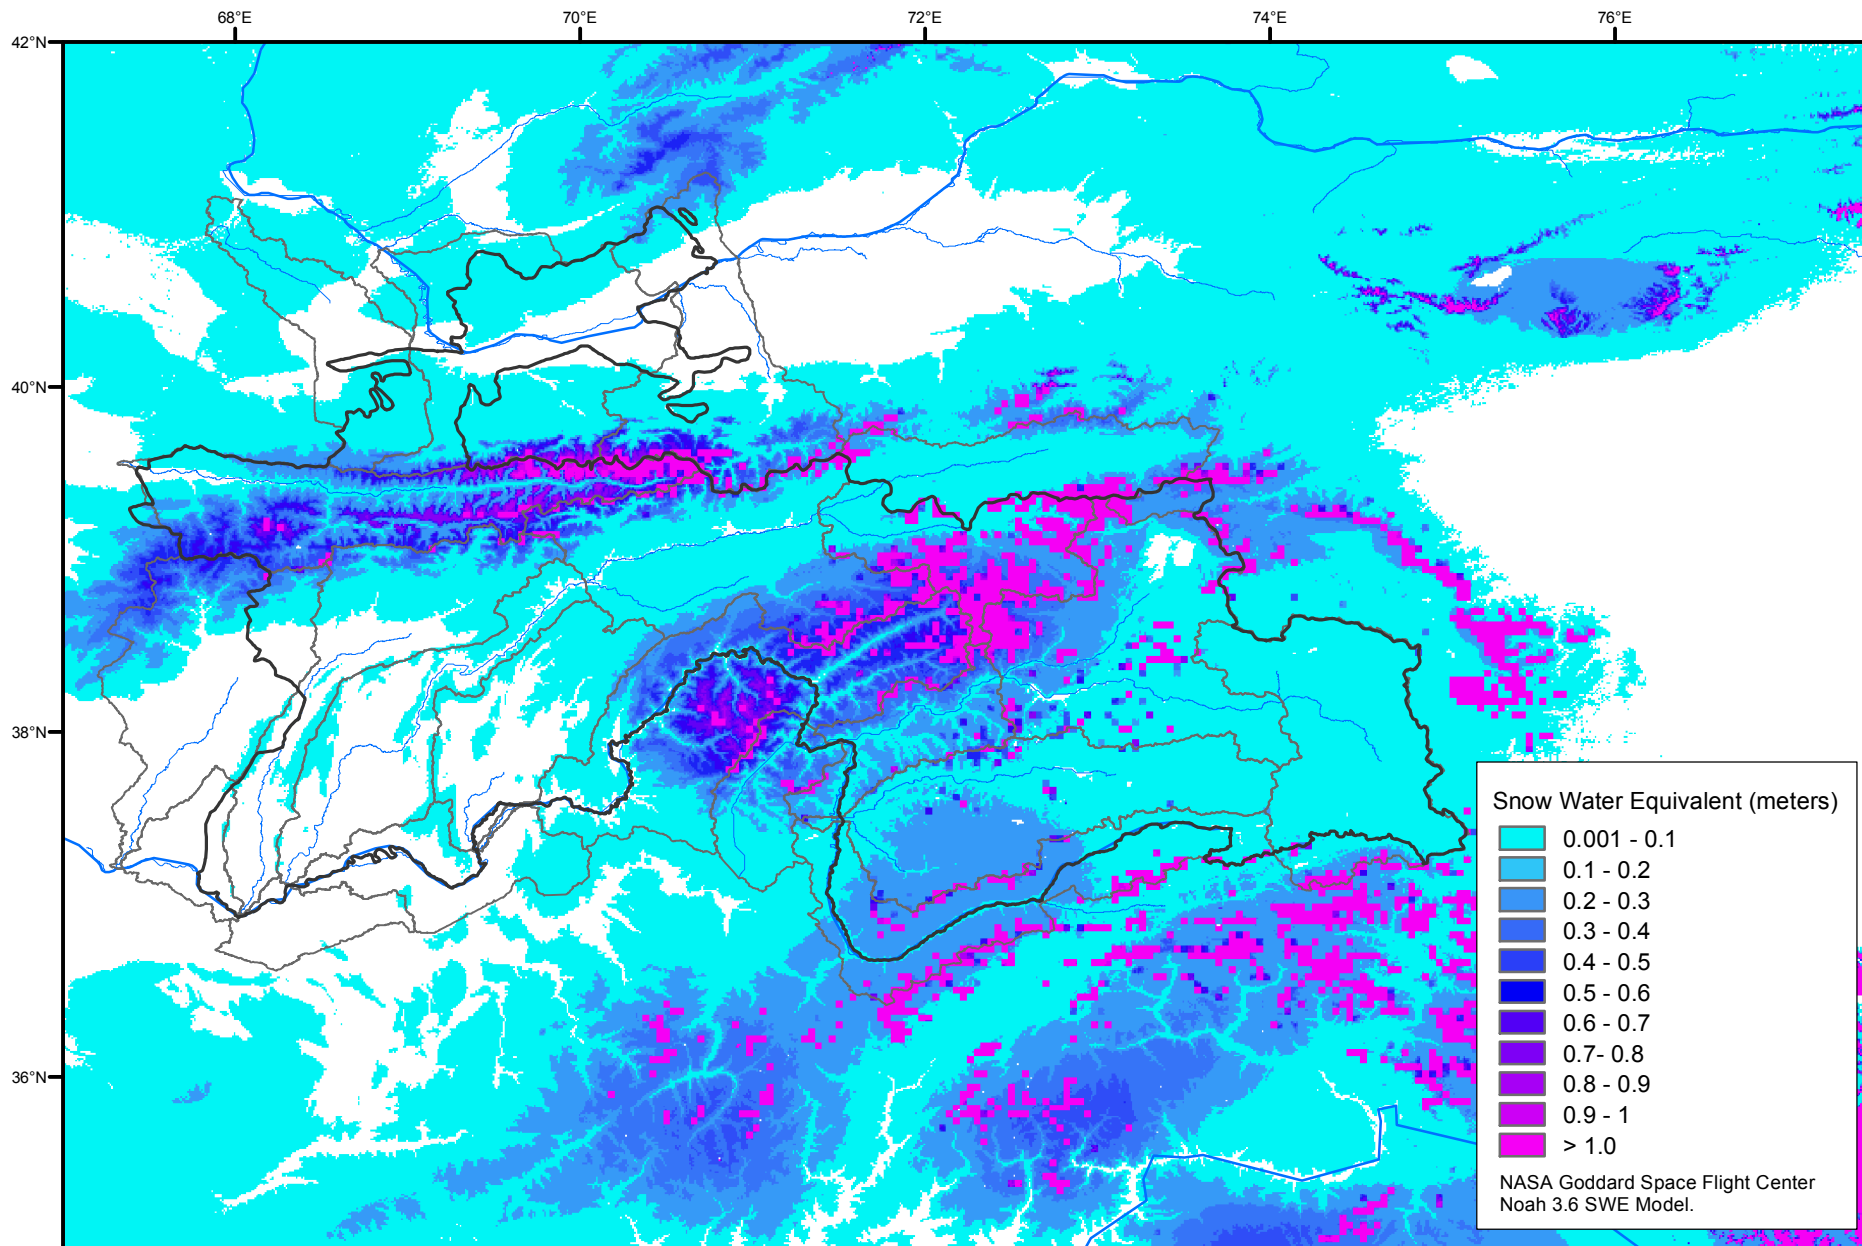 68°E
70°E
72°E
74°E
76°E
42°N
40°N
38°N
36°N
Snow Water Equivalent (meters)
0.001 - 0.1
0.1 - 0.2
0.2 - 0.3
0.3 - 0.4
0.4 - 0.5
0.5 - 0.6
0.6 - 0.7
0.7- 0.8
0.8 - 0.9
0.9 - 1
> 1.0
NASA Goddard Space Flight Center
Noah 3.6 SWE Model.